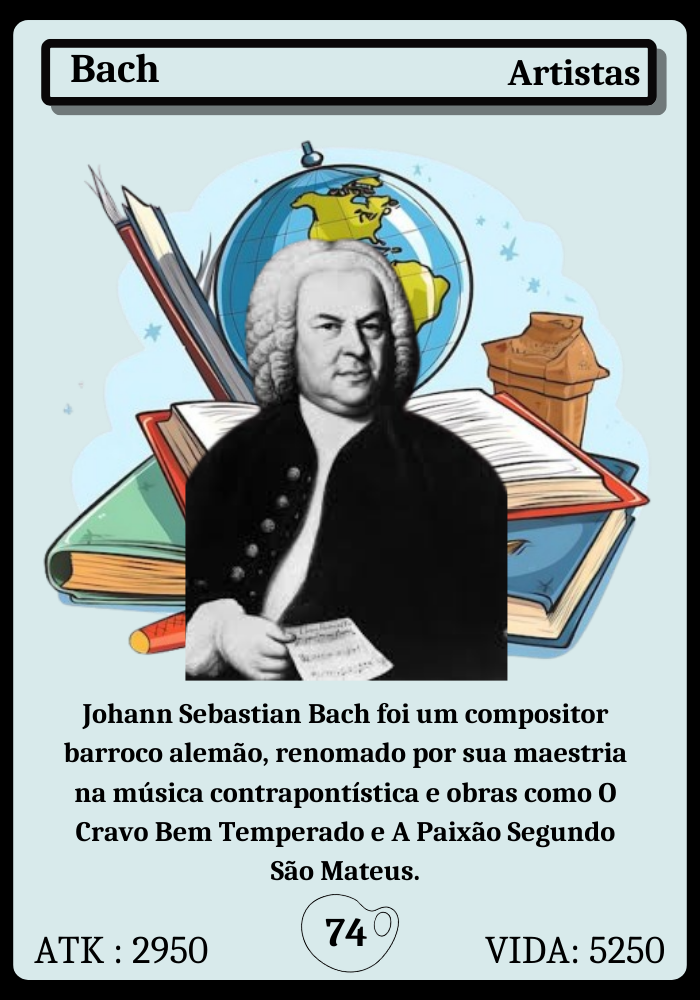 Bach
Artistas
Johann Sebastian Bach foi um compositor
barroco alemão, renomado por sua maestria
na música contrapontística e obras como O
Cravo Bem Temperado e A Paixão Segundo
São Mateus.
74
ATK : 2950
VIDA: 5250